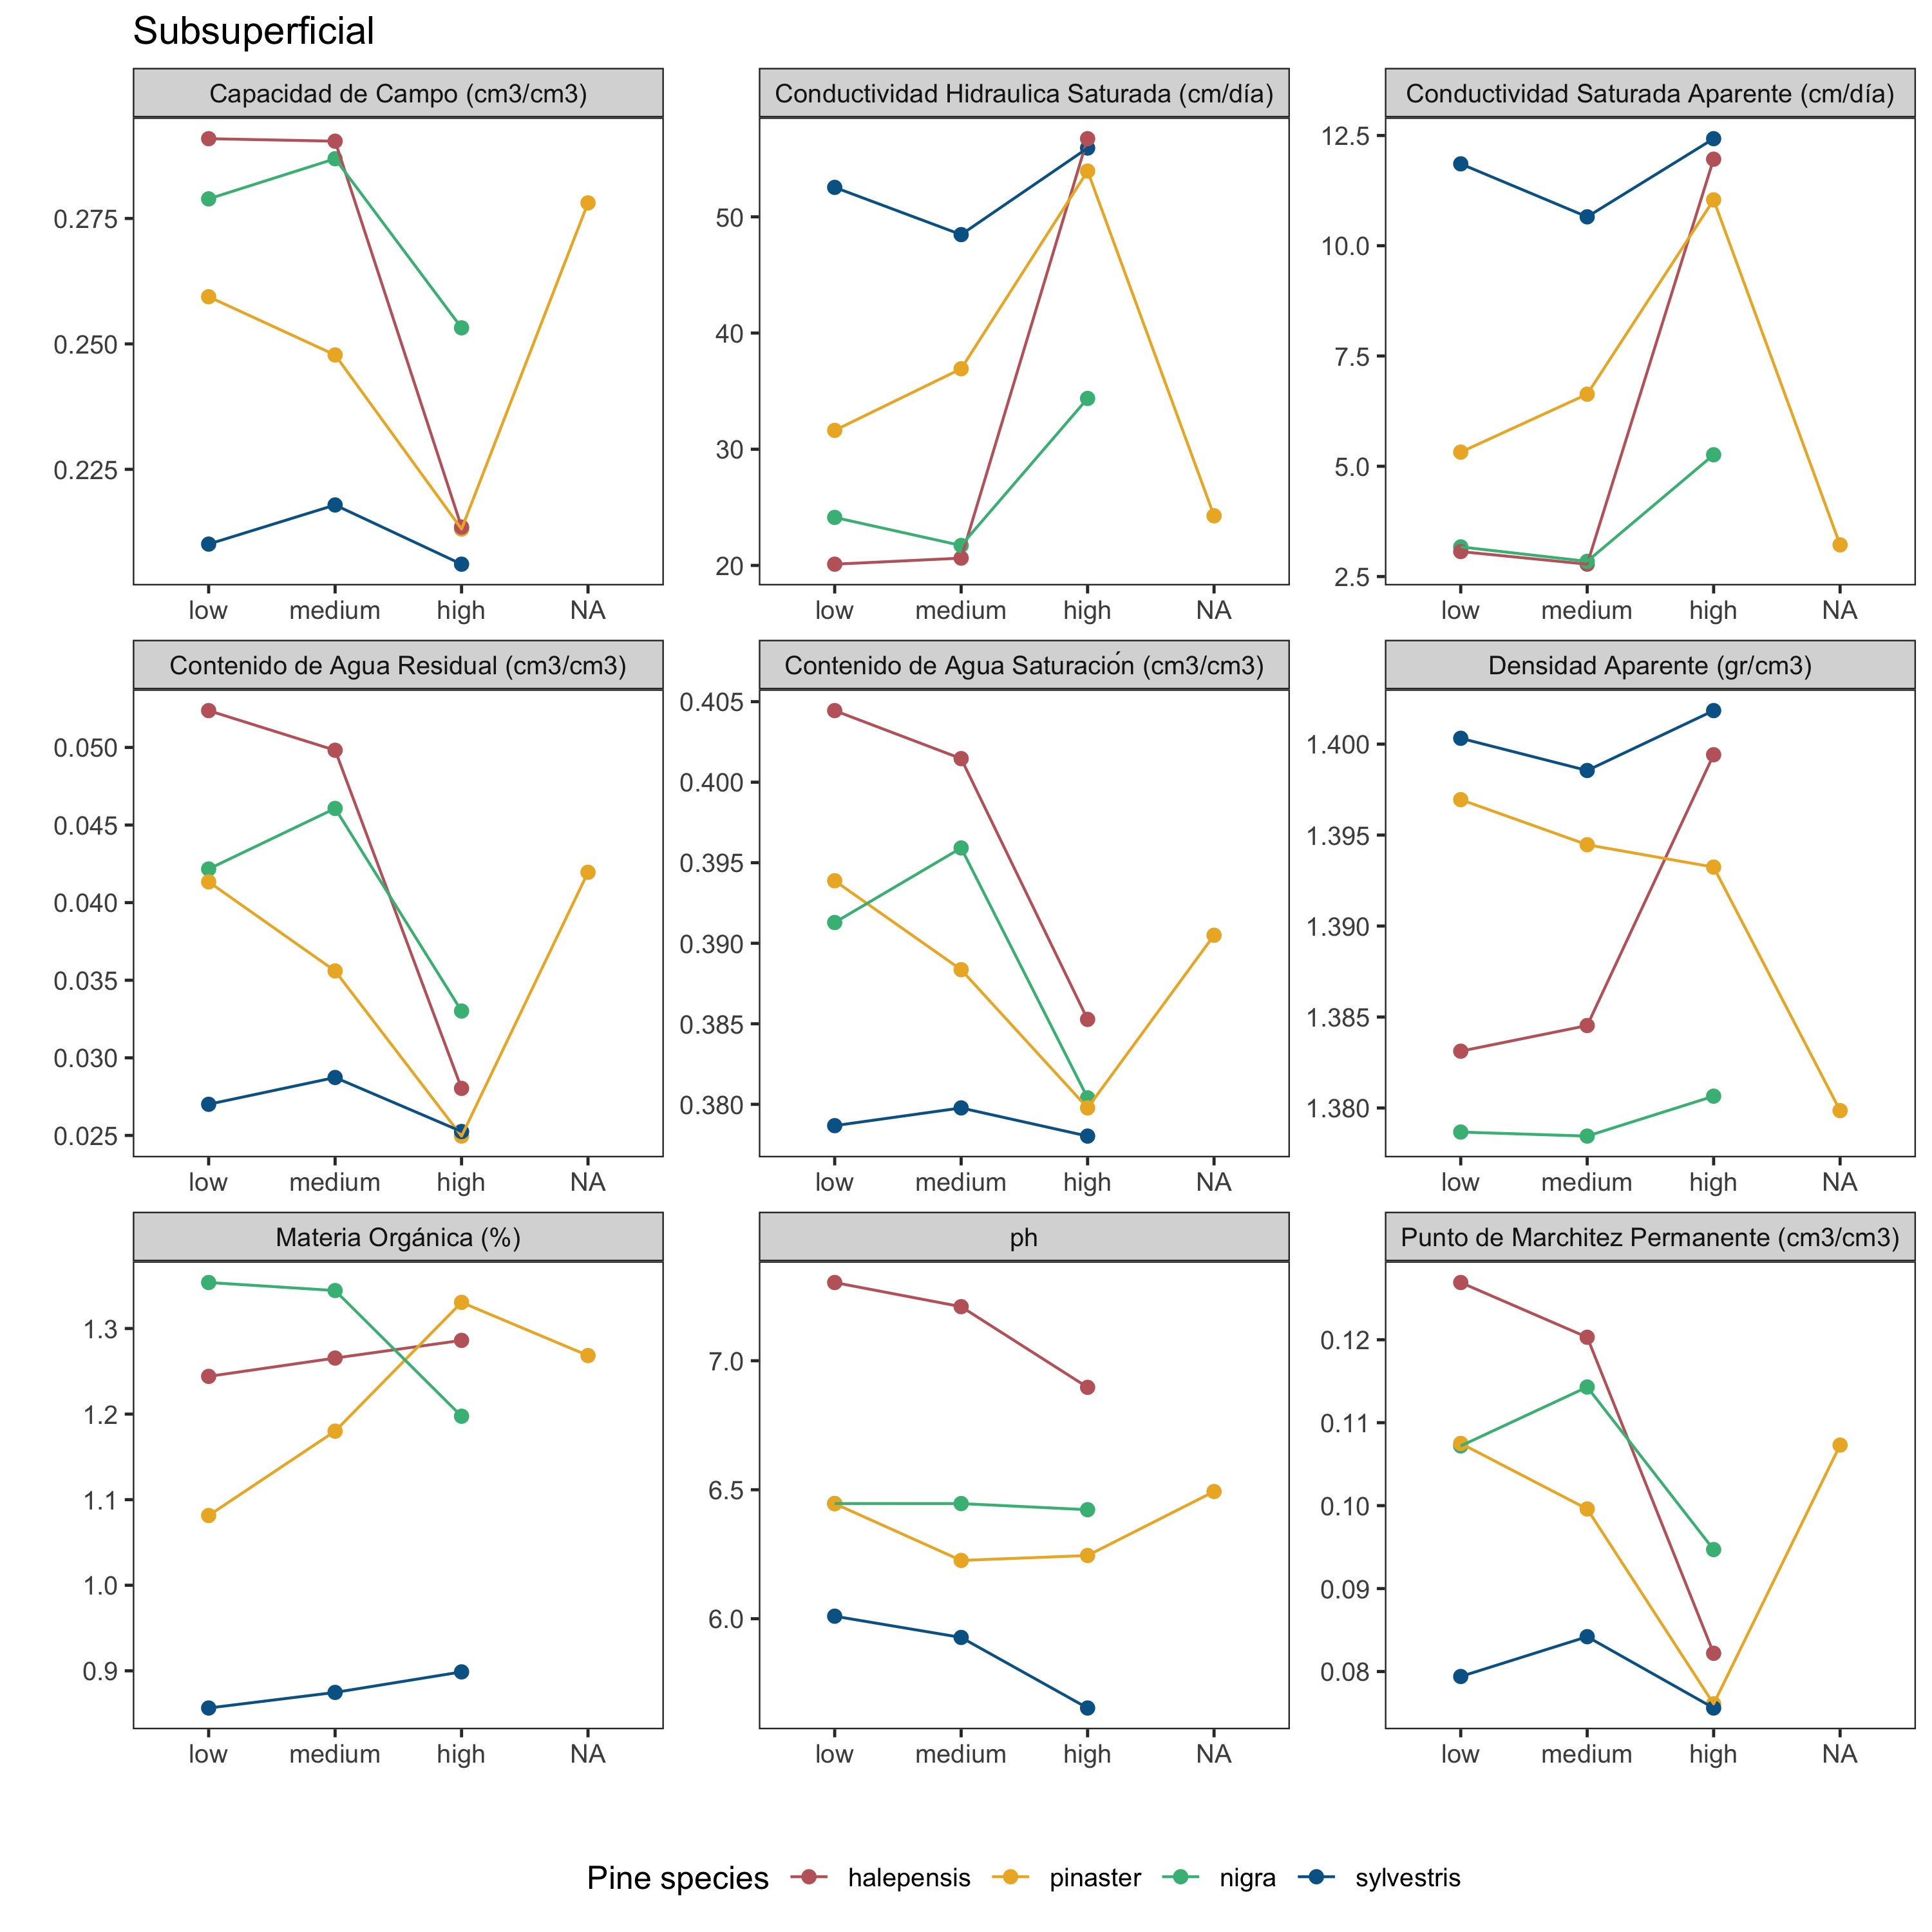 Subsuperficial
Capacidad de Campo (cm3/cm3)
0.275
0.250
0.225
low medium high NA
Conductividad Hidraulica Saturada (cm/día)
50
40
30
20
low medium high NA
Conductividad Saturada Aparente (cm/día)
12.5
10.0
7.5
5.0
2.5
low medium high NA
Contenido de Agua Residual (cm3/cm3)
0.050
0.045
0.040
0.035
0.030
0.025
low medium high NA
Contenido de Agua Saturación (cm3/cm3)
0.405
0.400
0.395
0.390
0.385
0.380
low medium high NA
Densidad Aparente (gr/cm3)
1.400
1.395
1.390
1.385
1.380
low medium high NA
Materia Orgánica (%)
1.3
1.2
1.1
1.0
0.9
low medium high NA
ph
7.0
6.5
6.0
low medium high NA
Punto de Marchitez Permanente (cm3/cm3)
0.12
0.11
0.10
0.09
0.08
low medium high NA
Pine species halepensis pinaster nigra sylvestris